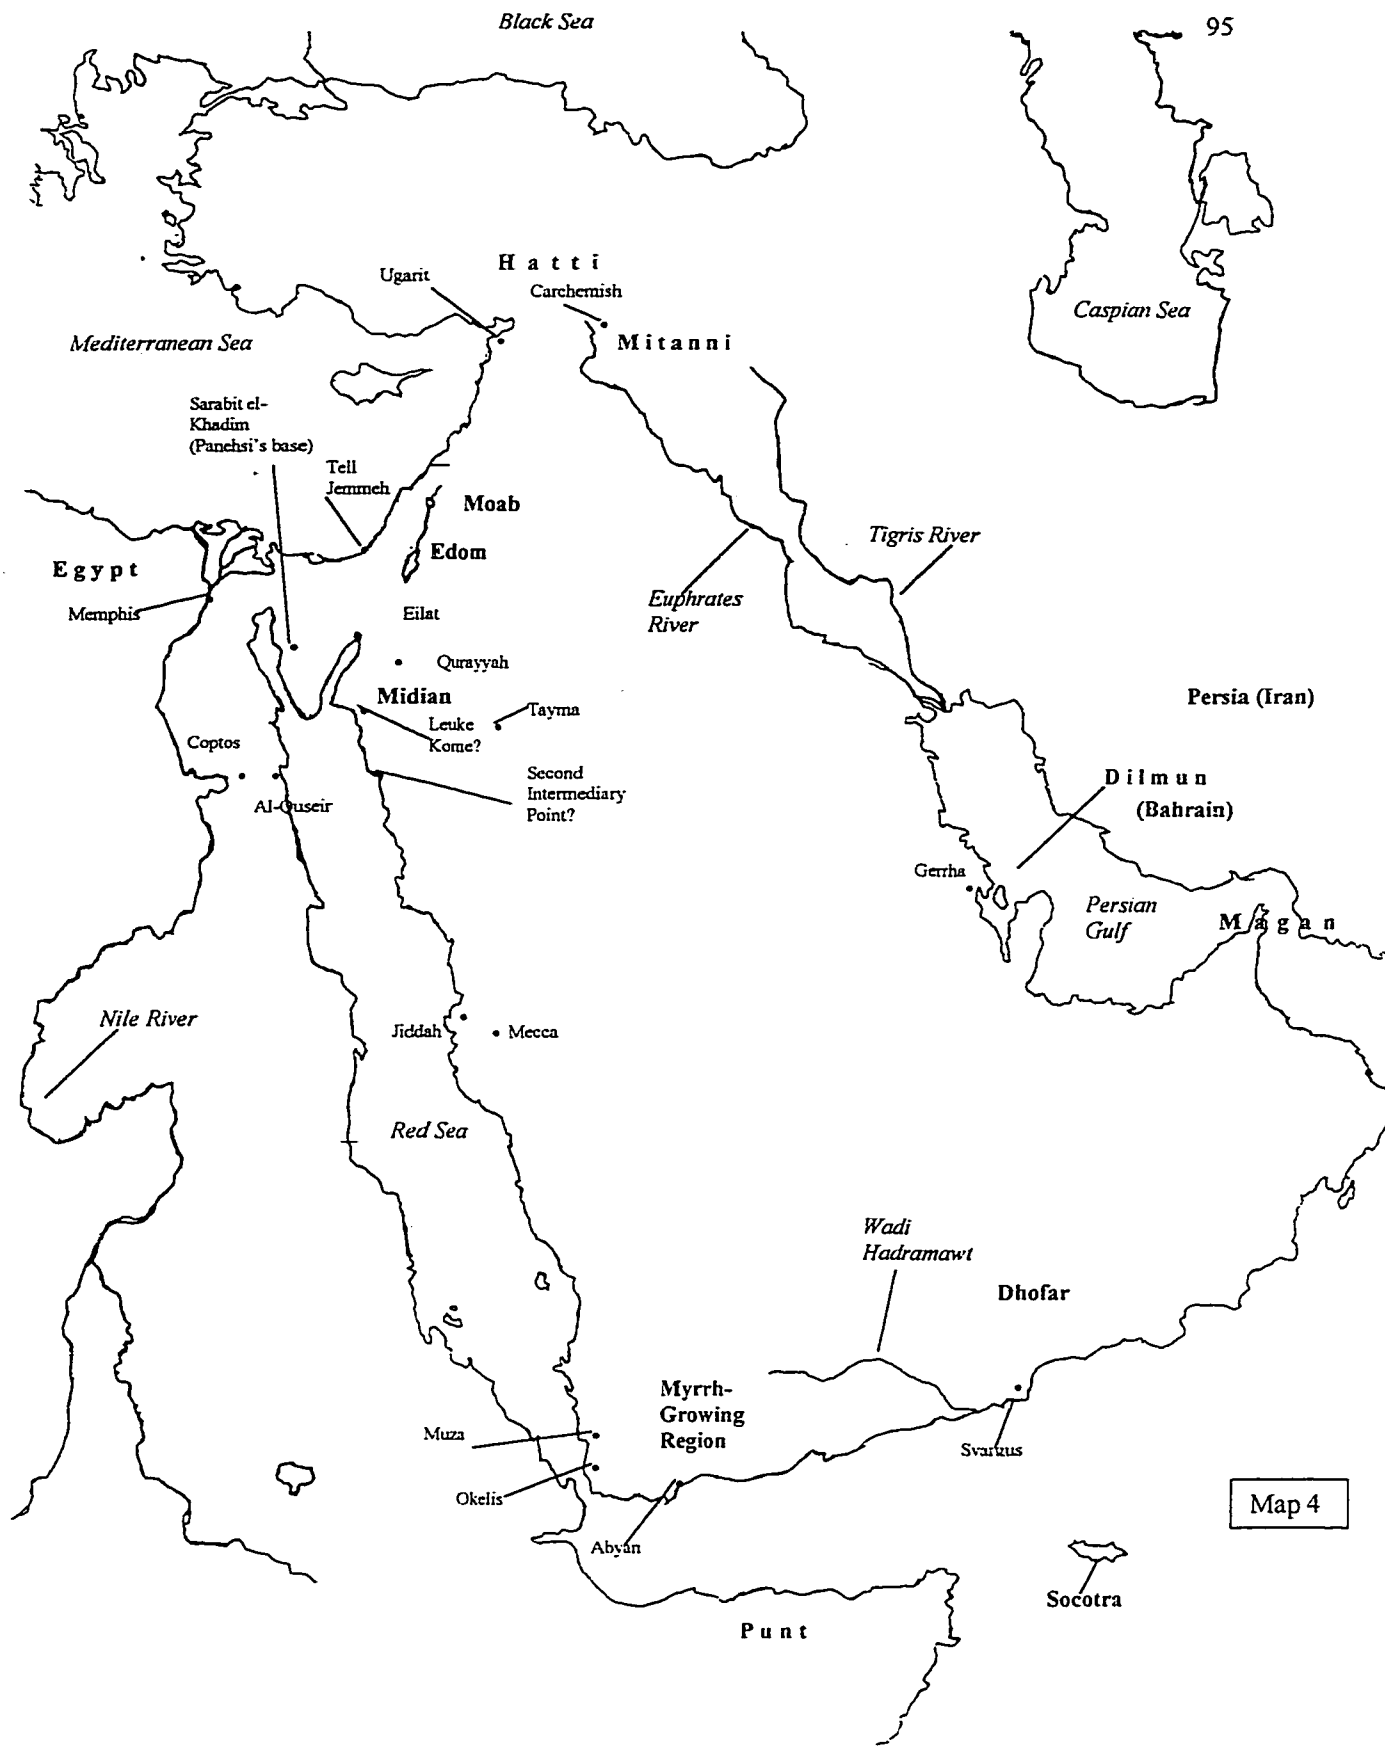 95
Black Sea
Hatti
Ugarit
Carchemish
Caspian Sea
Mitanni
Mediterranean Sea
Sarabit el-
Khadim
(Panehsi's base)
Tell
Jemmeh
Moab
Tigris River
Edom
Egypt
Euphrates
River
Memphis
Eilat
Qurayyah
Midian
Persia (Iran)
Leuke
Kome?
Tayma
Coptos
Second
Intermediary
Point?
Dilmun
(Bahrain)
Al-Quseir
Gerrha
Persian
Gulf
Magan
Nile River
Jiddah
Mecca
Red Sea
Wadi
Hadramawt
Dhofar
Myrrh-
Growing
Region
Muza
Okelis
Abyan
Map 4
Socotra
Punt